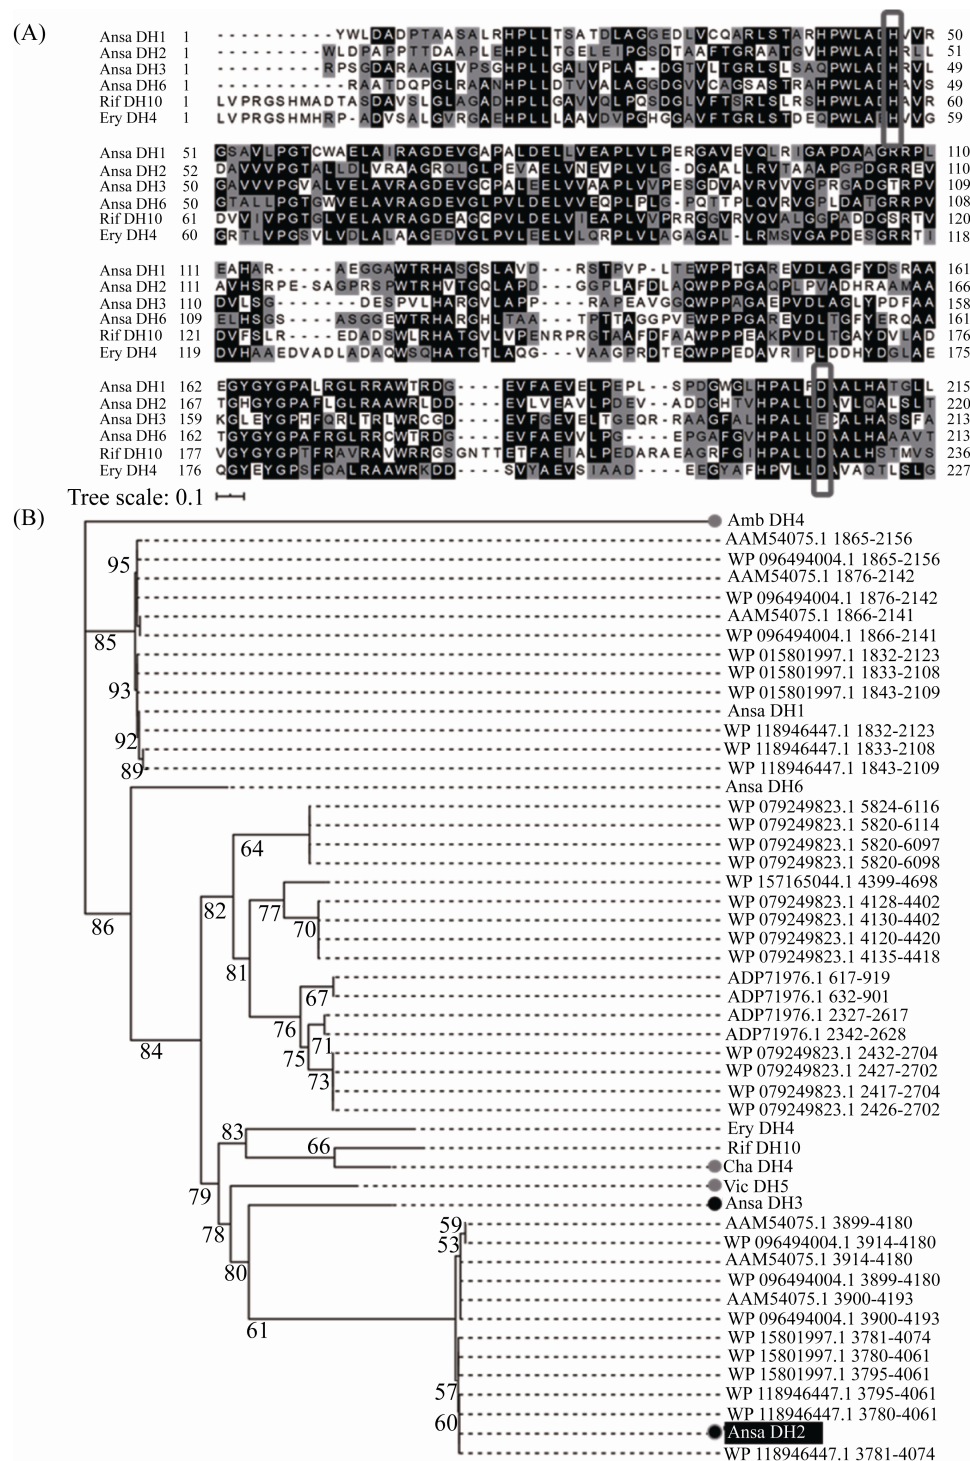 (A)
Ansa DH1 1 ----------YWLDADPTAASALRHPLLTSATDLAGGEDLVCQARLSTARHPWLADHVVR 50
Ansa DH2 1 ---------WLDPAPPTTDAAPLEHPLLTGELEIPGSDTAAFTGRAATGVHPWLADHRLL 51
Ansa DH3 1 ---------RPSGDARAAGLVPSGHPLLGALVPLA--DGTVLTGRLSLSAQPWLADHRVL 49
Ansa DH6 1 -----------RAATDQPGLRAANHPLLDTVVALAGGDGVVCAGSASTRAHPWLADHAVS 49
Rif DH10 1 LVPRGSHMADTASDAVSLGLAGADHPLLGAVVQLPQSDGLVFTSRLSLRSHPWLADHAVR 60
Ery DH4 1 LVPRGSHMHRP-ADVSALGVRGAEHPLLLAAVDVPGHGGAVFTGRLSTDEQPWLAEHVVG 59
Ansa DH1 51 GSAVLPGTCWAELAIRAGDEVGAPALDELLVEAPLVLPERGAVEVQLRIGAPDAAGRRPL 110
Ansa DH2 52 DAVVVPGTALLDLVRAAGRQTGLPEVAELVNEVPLVLG-DGAALLRVTAAAPGPDGRREV 110
Ansa DH3 50 GAVVVPGVALVELAVRAGDEVGCPALEELVVAAPLVVPESGDVAVRVVVGPRGADGTRGV 109
Ansa DH6 50 GTALLPGTGWVELAVRAGDEVGLPVLDELVVEQPLPLG-PQTVVVRVVVGPLDATGRRPV 108
Rif DH10 61 DVVIVPGTGLVELAVRAGDEAGCPVLDELVIEAPLVVPRRGGVRVQVALGGPADDGSRTV 120
Ery DH4 60 GRTLVPGSVLVDLALAAGEDVGLPVLEELVLQRPLVLAGAGAL-LRMSVGAPDESGRRTI 118
Ansa DH1 111 EAHAR-----AEGGAWTRHASGSLAVD---RSTPVP-LTEWPPTGAREVDLAGFYDSRAA 161
Ansa DH2 111 AVHSRPE-SAGPRSPWTRHVTGQLAPD---GGPLAFDLAQWPPPGAQPLPVADHRAAMAA 166
Ansa DH3 110 DVLSG------DESPVLHARGVLAPD---RAPEAVGGQWPPAGAEPVDLAGLYPDFAA 158
Ansa DH6 109 ELHSGS----ASGGEWTRHARGHLTAA---TPTTAGGPVEWPPAGAQRVDLTGFYERQAA 161
Rif DH10 121 DVFSLR----EDADSWLRHATGVLVPENRPRGTAAFDFAAWPPPEAKPVDLTGAYDVLAD 176
Ery DH4 119 DVHAAEDVADLADAQWSQHATGTLAQG---VAAGPRDTEQWPPEDAVRIPLDDHYDGLAE 175
Ansa DH1 162 EGYGYGPALRGLRRAWTRDG----EVFAEVELPEPL--SPDGWGLHPALFDAALHATGLL 215
Ansa DH2 167 TGHGYGPAFLGLRAAWRLDD----EVLVEAVLPDEV--ADDGHTVHPALLDAVLQALSLT 220
Ansa DH3 159 KGLEYGPHFQRLTRLWRCGD----EVFGEVELTGEQR-RAAGFALHPALLECALHASSFA 213
Ansa DH6 162 TGYGYGPAFRGLRRCWTRDG----EVFAEVVLPG----EPGAFGVHPALLDAALHAAAVT 213
Rif DH10 177 VGYGYGPTFRAVRAVWRRGSGNTTETFAEIALPEDARAEAGRFGIHPALLDAALHSTMVS 236
Ery DH4 176 QGYEYGPSFQALRAAWRKDD----SVYAEVSIAAD----EEGYAFHPVLLDAVAQTLSLG 227
Tree scale: 0.1
(B)
Amb DH4
AAM54075.1 1865-2156
95
WP 096494004.1 1865-2156
AAM54075.1 1876-2142
WP 096494004.1 1876-2142
AAM54075.1 1866-2141
85
WP 096494004.1 1866-2141
WP 015801997.1 1832-2123
WP 015801997.1 1833-2108
93
WP 015801997.1 1843-2109
Ansa DH1
WP 118946447.1 1832-2123
92
WP 118946447.1 1833-2108
89
WP 118946447.1 1843-2109
Ansa DH6
WP 079249823.1 5824-6116
WP 079249823.1 5820-6114
64
WP 079249823.1 5820-6097
WP 079249823.1 5820-6098
WP 157165044.1 4399-4698
82
77
WP 079249823.1 4128-4402
86
70
WP 079249823.1 4130-4402
WP 079249823.1 4120-4420
WP 079249823.1 4135-4418
81
ADP71976.1 617-919
67
ADP71976.1 632-901
ADP71976.1 2327-2617
76
71
ADP71976.1 2342-2628
84
75
WP 079249823.1 2432-2704
WP 079249823.1 2427-2702
73
WP 079249823.1 2417-2704
WP 079249823.1 2426-2702
83
Ery DH4
66
Rif DH10
Cha DH4
79
Vic DH5
Ansa DH3
78
59
AAM54075.1 3899-4180
53
WP 096494004.1 3914-4180
AAM54075.1 3914-4180
80
WP 096494004.1 3899-4180
AAM54075.1 3900-4193
61
WP 096494004.1 3900-4193
WP 15801997.1 3781-4074
WP 15801997.1 3780-4061
WP 15801997.1 3795-4061
57
WP 118946447.1 3795-4061
60
WP 118946447.1 3780-4061
Ansa DH2
WP 118946447.1 3781-4074